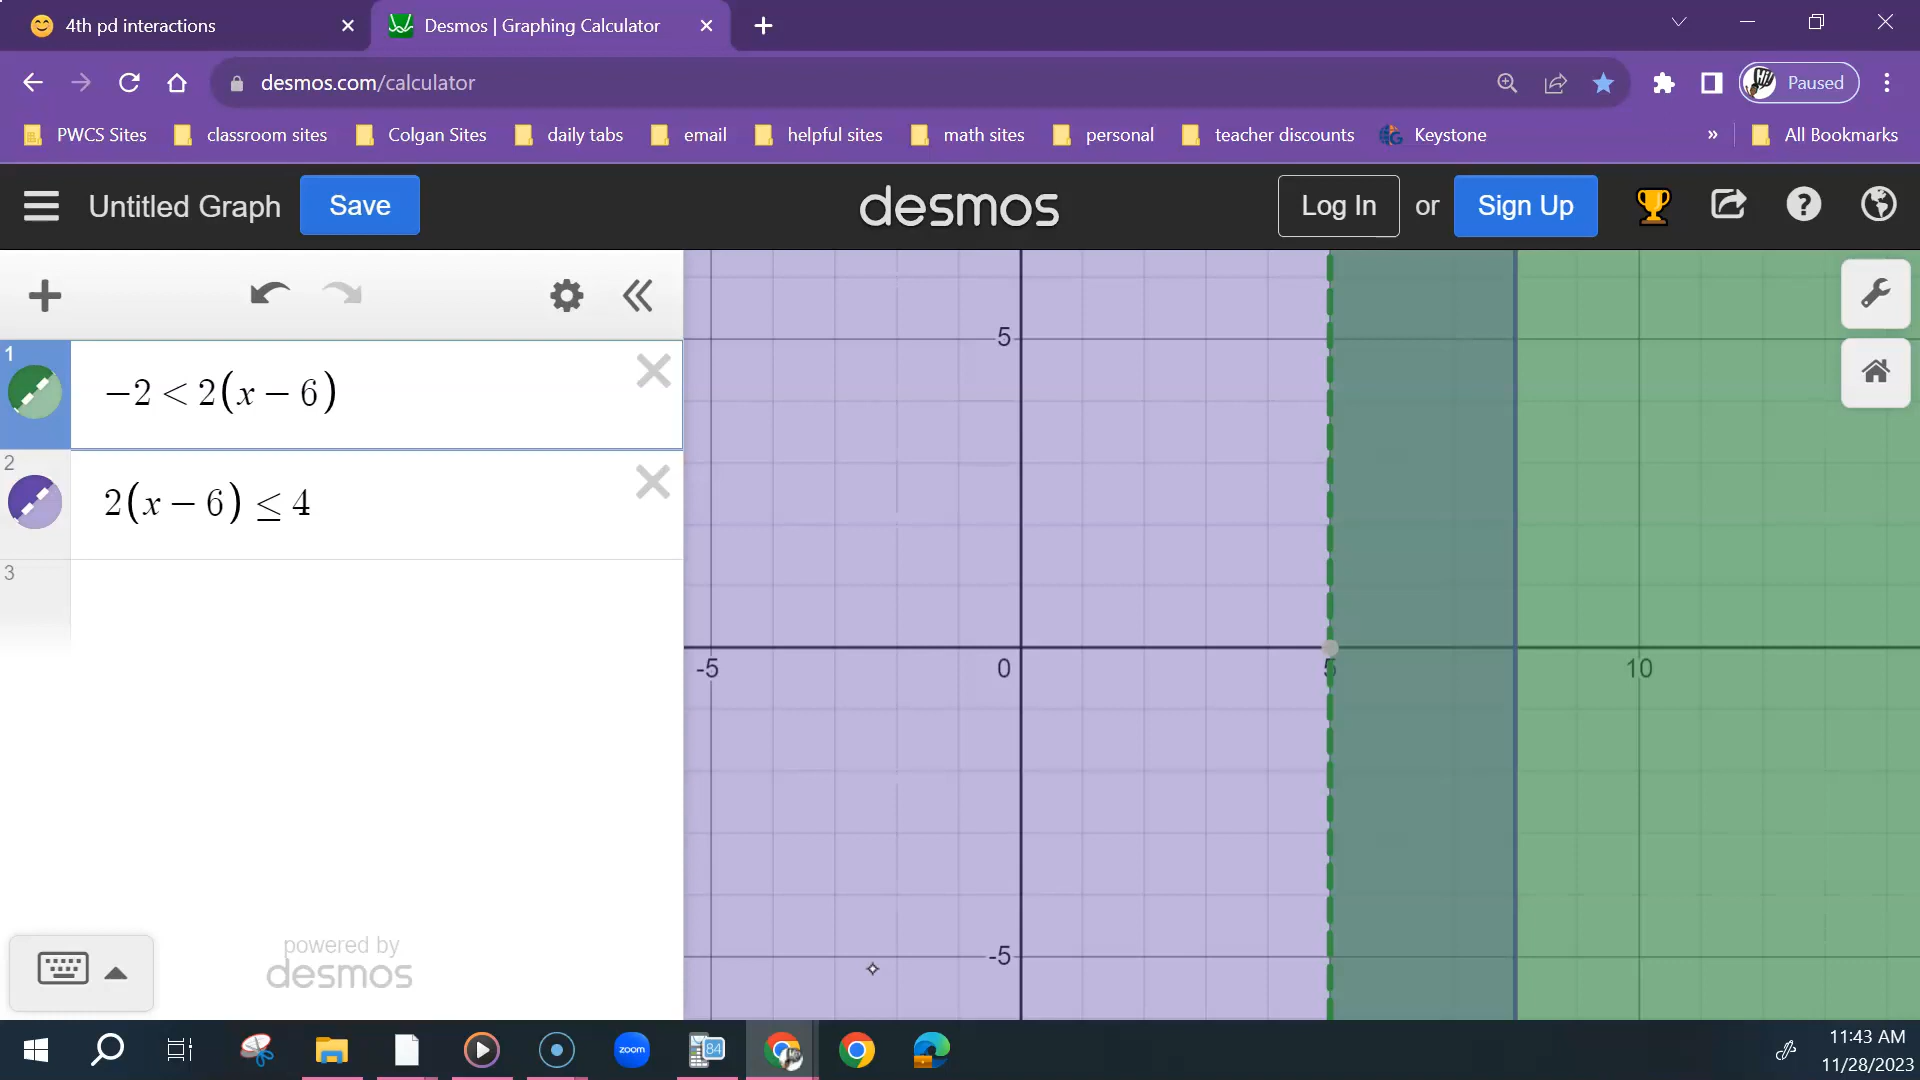 4th pd interactions
Desmos | Graphing Calculator
desmos.com/calculator
Paused
PWCS Sites
classroom sites
Colgan Sites
daily tabs
email
helpful sites
math sites
personal
teacher discounts
Keystone
»
All Bookmarks
Untitled Graph
Save
desmos
Log In
or
Sign Up
1
−2 < 2(x − 6)
2
2(x − 6) ≤ 4
3
5
-5
0
5
10
-5
powered by
desmos
zoom
84
11:43 AM
11/28/2023